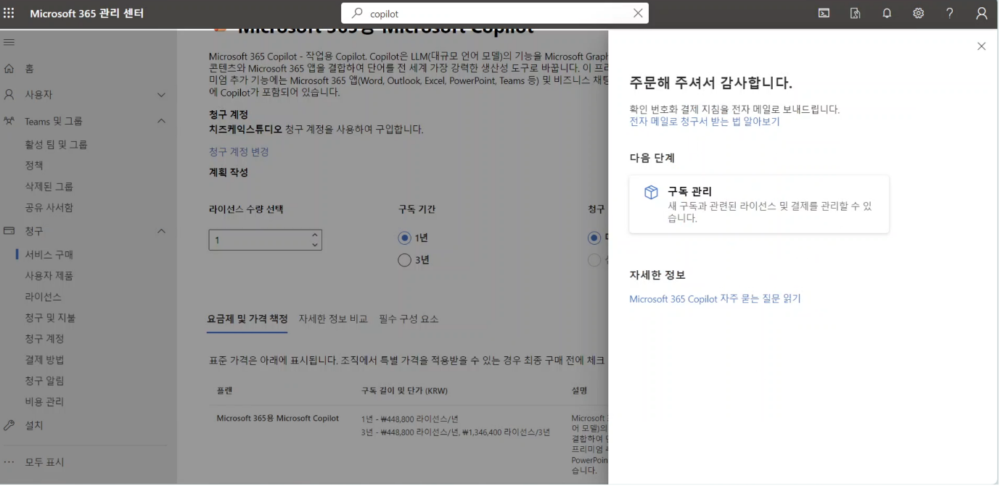 Microsoft 365 관리 센터
copilot
홈
사용자
Teams 및 그룹
활성 팀 및 그룹
정책
삭제된 그룹
공유 사서함
청구
서비스 구매
사용자 제품
라이선스
청구 및 지불
청구 계정
결제 방법
청구 알림
비용 관리
설치
모두 표시
Microsoft 365용 Microsoft Copilot
Microsoft 365 Copilot - 작업용 Copilot. Copilot은 LLM(대규모 언어 모델)의 기능을 Microsoft Graph
콘텐츠와 Microsoft 365 앱을 결합하여 단어를 전 세계 가장 강력한 생산성 도구로 바꿉니다. 이 프리
미엄 추가 기능에는 Microsoft 365 앱(Word, Outlook, Excel, PowerPoint, Teams 등) 및 비즈니스 채팅
에 Copilot가 포함되어 있습니다.
청구 계정
치즈케익스튜디오 청구 계정을 사용하여 구입합니다.
청구 계정 변경
계획 작성
라이선스 수량 선택
1
구독 기간
1년
3년
청구
요금제 및 가격 책정 자세한 정보 비교 필수 구성 요소
표준 가격은 아래에 표시됩니다. 조직에서 특별 가격을 적용받을 수 있는 경우 최종 구매 전에 체크
플랜 구독 길이 및 단가 (KRW) 설명
Microsoft 365용 Microsoft Copilot
1년 - ₩448,800 라이선스/년
3년 - ₩448,800 라이선스/년, ₩1,346,400 라이선스/3년
Microsoft
어 모델)의
결합하여
프리미엄
PowerPoin
습니다.
주문해 주셔서 감사합니다.
확인 번호화 결제 지침을 전자 메일로 보내드립니다.
전자 메일로 청구서 받는 법 알아보기
다음 단계
구독 관리
새 구독과 관련된 라이선스 및 결제를 관리할 수 있
습니다.
자세한 정보
Microsoft 365 Copilot 자주 묻는 질문 읽기